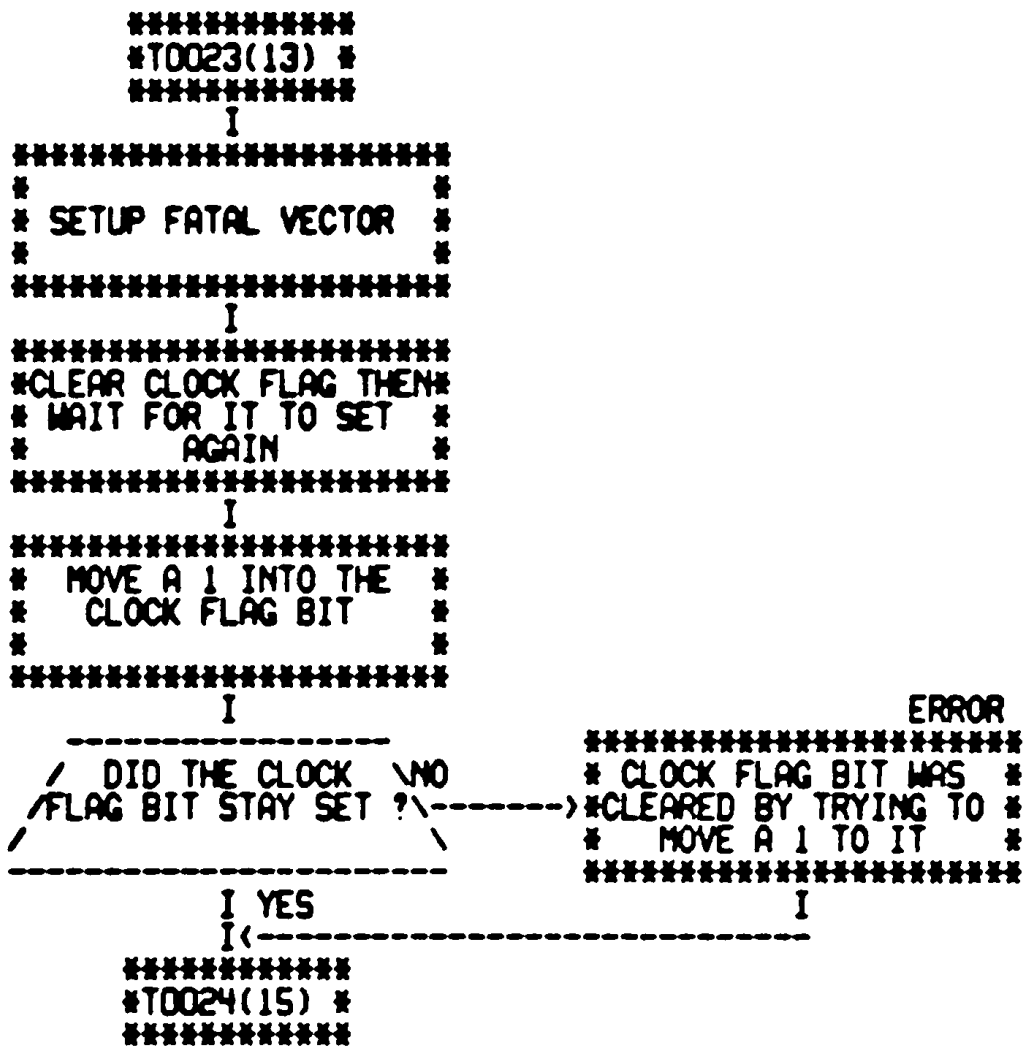 ************
*T0023(13) *
************
I
************************
*                      *
* SETUP FATAL VECTOR   *
*                      *
************************
I
************************
*CLEAR CLOCK FLAG THEN*
* WAIT FOR IT TO SET *
* AGAIN *
************************
I
************************
* MOVE A 1 INTO THE *
* CLOCK FLAG BIT *
* *
************************
I
-----------------
/ DID THE CLOCK \NO
/FLAG BIT STAY SET ?\-------->
/ \
------------------------
ERROR
************************
* CLOCK FLAG BIT WAS *
*CLEARED BY TRYING TO *
* MOVE A 1 TO IT *
************************
I
I YES
I<------------------------------
************
*T0024(15) *
************